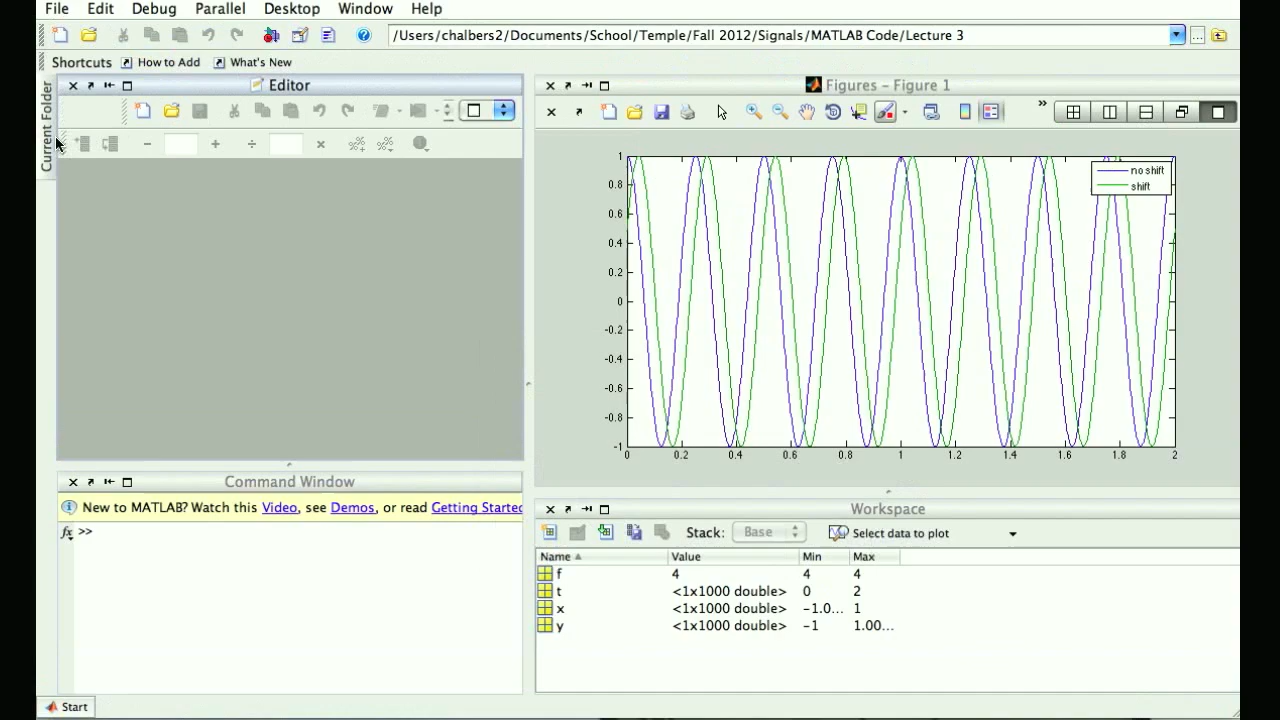 File Edit Debug Parallel Desktop Window Help
/Users/chalbers2/Documents/School/Temple/Fall 2012/Signals/MATLAB Code/Lecture 3
Shortcuts How to Add What's New
Current Folder
Editor
Figures - Figure 1
1
0.8
0.6
0.4
0.2
0
-0.2
-0.4
-0.6
-0.8
-1
0 0.2 0.4 0.6 0.8 1 1.2 1.4 1.6 1.8 2
no shift
shift
Command Window
New to MATLAB? Watch this Video, see Demos, or read Getting Started
fx >>
Workspace
Stack: Base Select data to plot
Name Value Min Max
f 4 4 4
t <1x1000 double> 0 2
x <1x1000 double> -1.0... 1
y <1x1000 double> -1 1.00...
Start